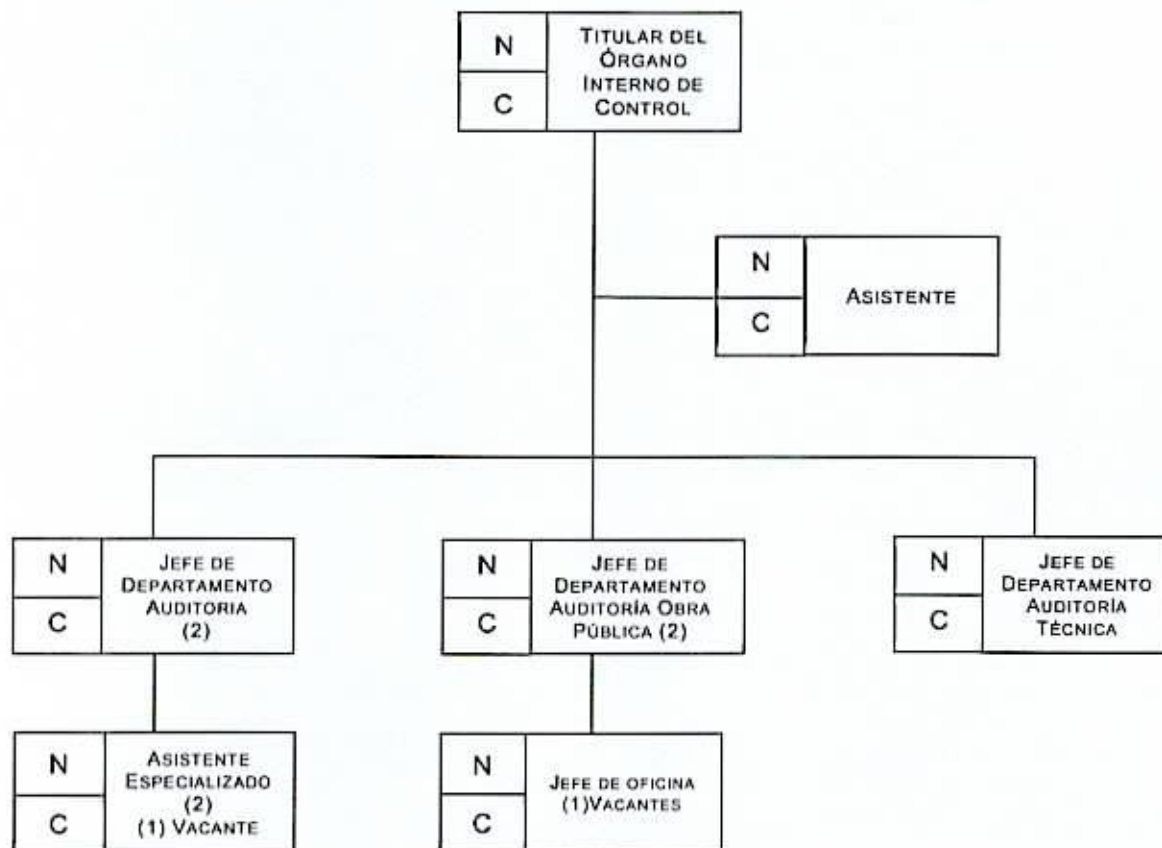 N
C
TITULAR DEL
ÓRGANO
INTERNO DE
CONTROL
N
C
ASISTENTE
N
C
JEFE DE
DEPARTAMENTO
AUDITORIA
(2)
N
C
JEFE DE
DEPARTAMENTO
AUDITORÍA OBRA
PÚBLICA (2)
N
C
JEFE DE
DEPARTAMENTO
AUDITORÍA
TÉCNICA
N
C
ASISTENTE
ESPECIALIZADO
(2)
(1) VACANTE
N
C
JEFE DE OFICINA
(1)VACANTES